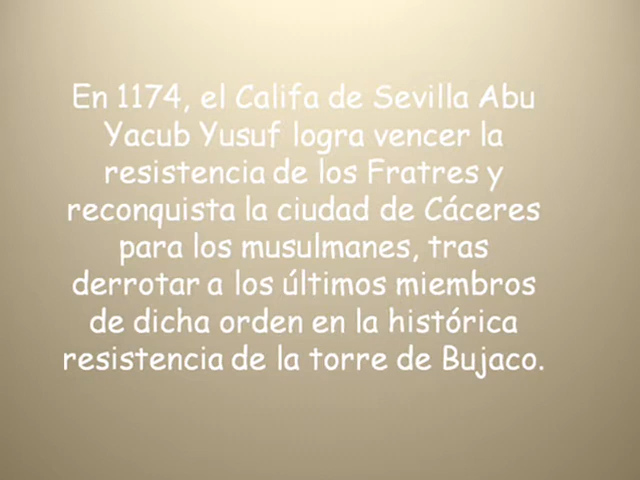 En 1174, el Califa de Sevilla Abu
Yacub Yusuf logra vencer la
resistencia de los Fratres y
reconquista la ciudad de Cáceres
para los musulmanes, tras
derrotar a los últimos miembros
de dicha orden en la histórica
resistencia de la torre de Bujaco.